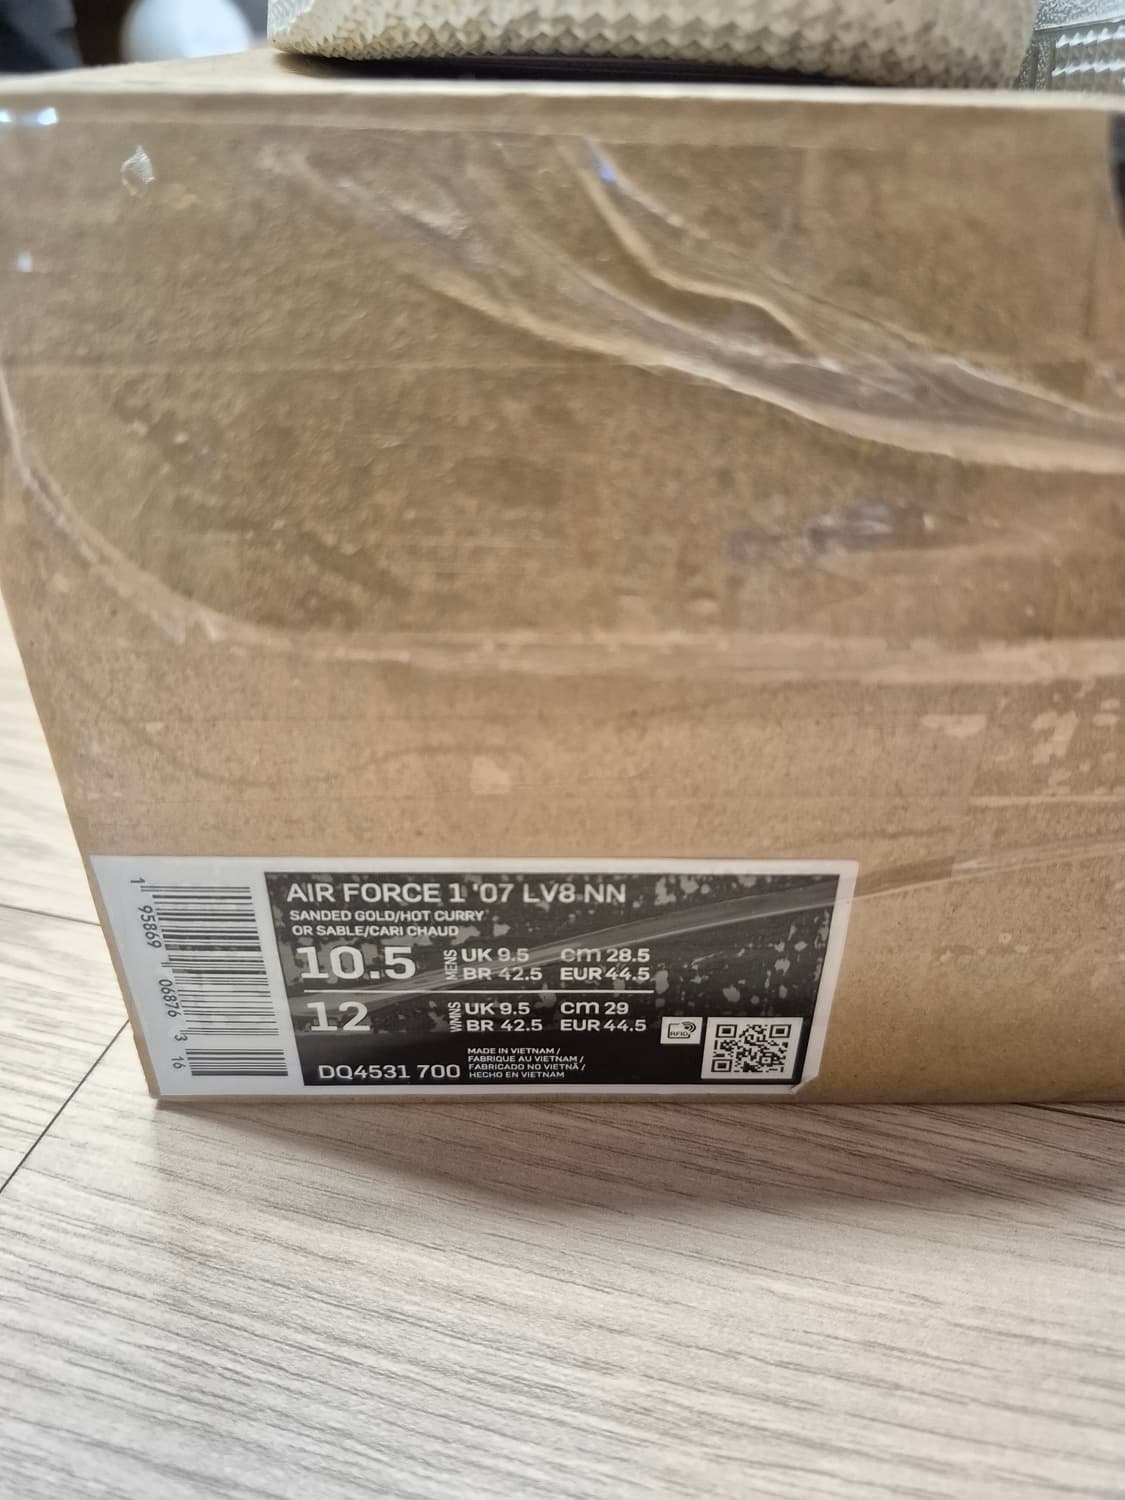 AIR FORCE 1 '07 LV8 NN
SANDED GOLD/HOT CURRY
OR SABLE/CARI CHAUD
10.5 MENS UK 9.5 cm 28.5
BR 42.5 EUR 44.5
12 WMNS UK 9.5 cm 29
BR 42.5 EUR 44.5
RFID
DQ4531 700
MADE IN VIETNAM /
FABRIQUE AU VIETNAM /
FABRICADO NO VIETNÃ /
HECHO EN VIETNAM
1 95869 06876 3 16